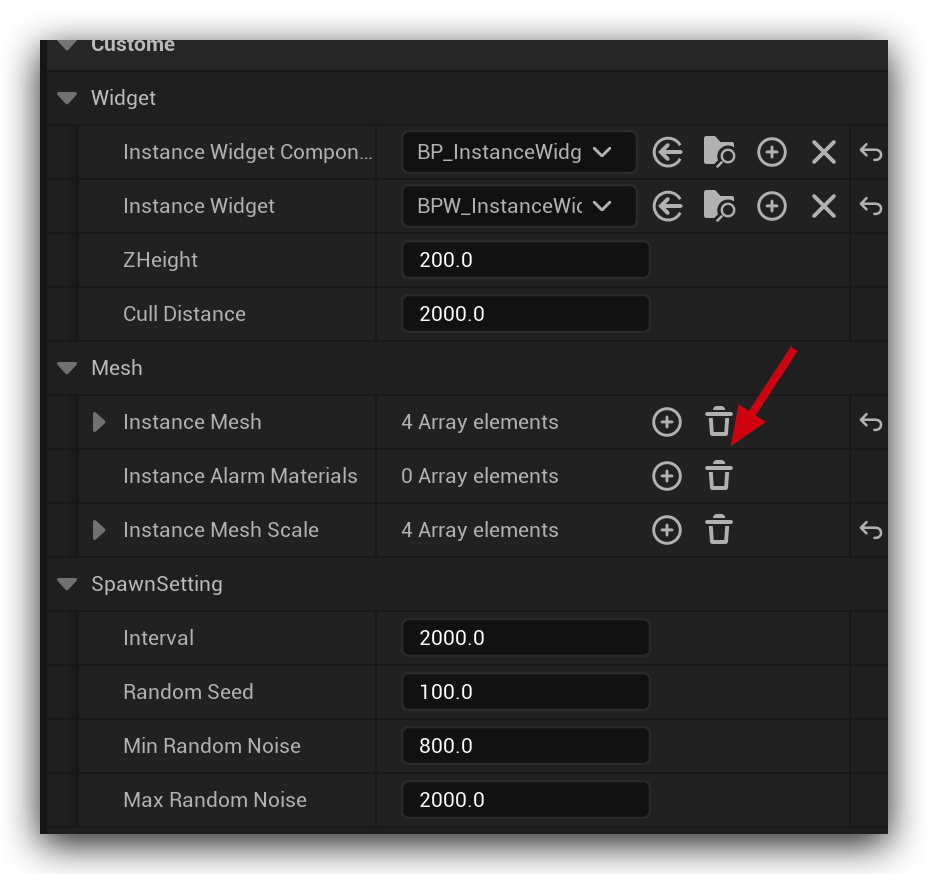 Custome
Widget
Instance Widget Compon...
BP_InstanceWidg
Instance Widget
BPW_InstanceWic
ZHeight
200.0
Cull Distance
2000.0
Mesh
Instance Mesh
4 Array elements
Instance Alarm Materials
0 Array elements
Instance Mesh Scale
4 Array elements
SpawnSetting
Interval
2000.0
Random Seed
100.0
Min Random Noise
800.0
Max Random Noise
2000.0